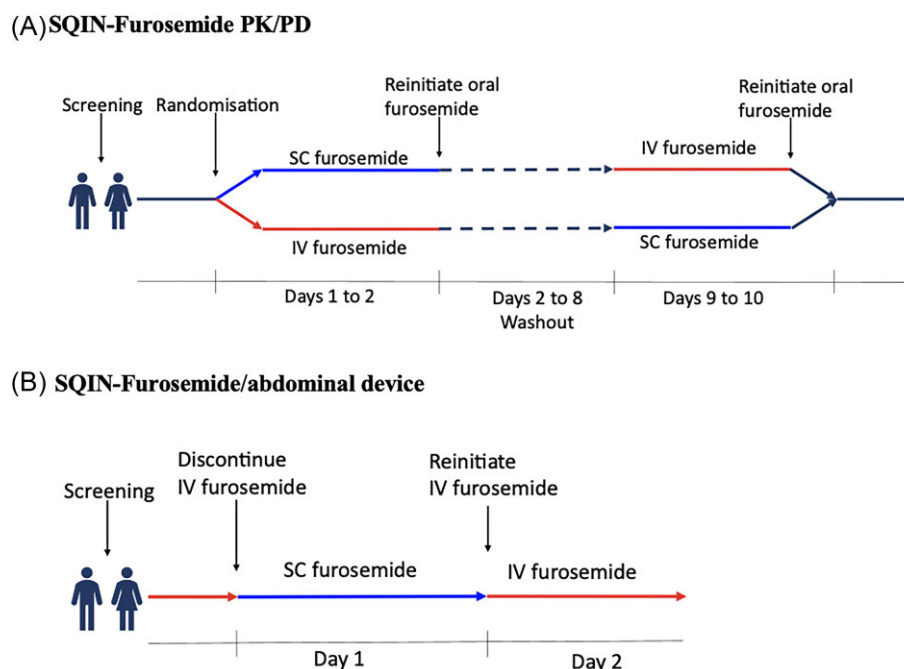 (A) SQIN-Furosemide PK/PD
Screening
Randomisation
Reinitiate oral
furosemide
Reinitiate oral
furosemide
SC furosemide
IV furosemide
IV furosemide
SC furosemide
Days 1 to 2
Days 2 to 8
Washout
Days 9 to 10
(B) SQIN-Furosemide/abdominal device
Screening
Discontinue
IV furosemide
Reinitiate
IV furosemide
SC furosemide
IV furosemide
Day 1
Day 2